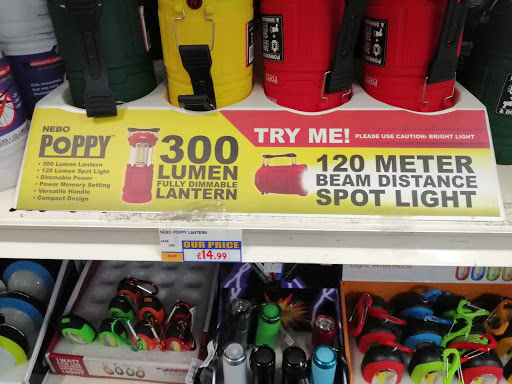 TRY ME! PLEASE USE CAUTION: BRIGHT LIGHT
NEBO
POPPY
• 300 Lumen Lantern
• 120 Lumen Spot Light
• Dimmable Power
• Power Memory Setting
• Versatile Handle
• Compact Design
300
LUMEN
FULLY DIMMABLE
LANTERN
120 METER
BEAM DISTANCE
SPOT LIGHT
NEBO POPPY LANTERN
OUR PRICE
£14.99